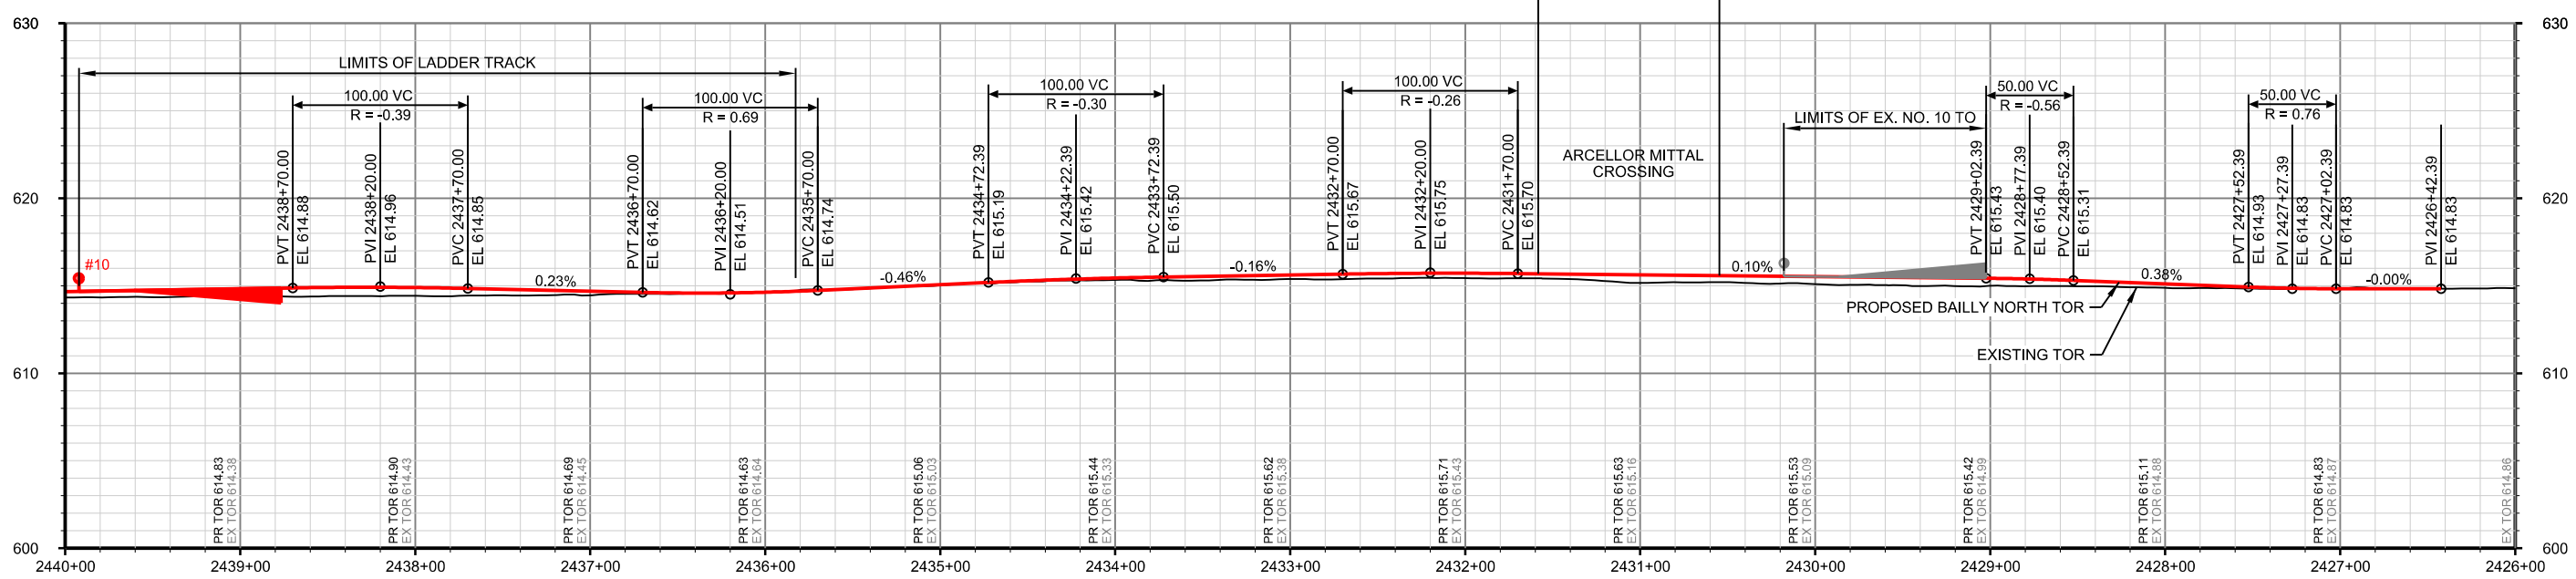 630
630
LIMITS OF LADDER TRACK
100.00 VC
R = -0.39
100.00 VC
R = 0.69
100.00 VC
R = -0.30
100.00 VC
R = -0.26
50.00 VC
R = -0.56
50.00 VC
R = 0.76
LIMITS OF EX. NO. 10 TO
ARCELLOR MITTAL
CROSSING
PVT 2438+70.00
EL 614.88
PVI 2438+20.00
EL 614.96
PVC 2437+70.00
EL 614.85
PVT 2436+70.00
EL 614.62
PVI 2436+20.00
EL 614.51
PVC 2435+70.00
EL 614.74
PVT 2434+72.39
EL 615.19
PVI 2434+22.39
EL 615.42
PVC 2433+72.39
EL 615.50
PVT 2432+70.00
EL 615.67
PVI 2432+20.00
EL 615.75
PVC 2431+70.00
EL 615.70
PVT 2429+02.39
EL 615.43
PVI 2428+77.39
EL 615.40
PVC 2428+52.39
EL 615.31
PVT 2427+52.39
EL 614.93
PVI 2427+27.39
EL 614.83
PVC 2427+02.39
EL 614.83
PVI 2426+42.39
EL 614.83
620
620
#10
0.23%
-0.46%
-0.16%
0.10%
0.38%
-0.00%
PROPOSED BAILLY NORTH TOR
EXISTING TOR
610
610
PR TOR 614.83
EX TOR 614.38
PR TOR 614.90
EX TOR 614.43
PR TOR 614.69
EX TOR 614.45
PR TOR 614.63
EX TOR 614.64
PR TOR 615.06
EX TOR 615.03
PR TOR 615.44
EX TOR 615.33
PR TOR 615.62
EX TOR 615.38
PR TOR 615.71
EX TOR 615.43
PR TOR 615.63
EX TOR 615.16
PR TOR 615.53
EX TOR 615.09
PR TOR 615.42
EX TOR 614.99
PR TOR 615.11
EX TOR 614.88
PR TOR 614.83
EX TOR 614.87
EX TOR 614.86
600
600
2440+00
2439+00
2438+00
2437+00
2436+00
2435+00
2434+00
2433+00
2432+00
2431+00
2430+00
2429+00
2428+00
2427+00
2426+00